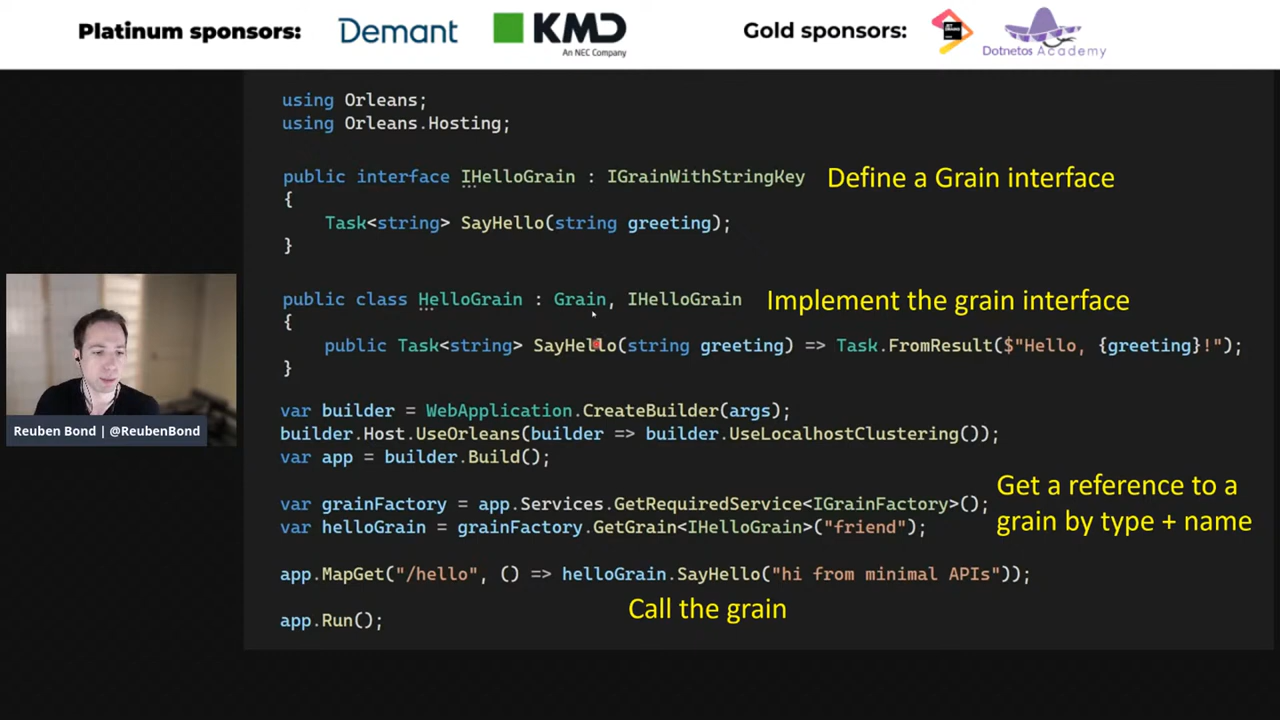 Platinum sponsors:
Demant
KMD
An NEC Company
Gold sponsors:
Dotnetos Academy
using Orleans;
using Orleans.Hosting;
public interface IHelloGrain : IGrainWithStringKey
Define a Grain interface
{
Task<string> SayHello(string greeting);
}
public class HelloGrain : Grain, IHelloGrain
Implement the grain interface
{
public Task<string> SayHello(string greeting) => Task.FromResult($"Hello, {greeting}!");
}
Reuben Bond | @ReubenBond
var builder = WebApplication.CreateBuilder(args);
builder.Host.UseOrleans(builder => builder.UseLocalhostClustering());
var app = builder.Build();
var grainFactory = app.Services.GetRequiredService<IGrainFactory>();
var helloGrain = grainFactory.GetGrain<IHelloGrain>("friend");
Get a reference to a
grain by type + name
app.MapGet("/hello", () => helloGrain.SayHello("hi from minimal APIs"));
Call the grain
app.Run();